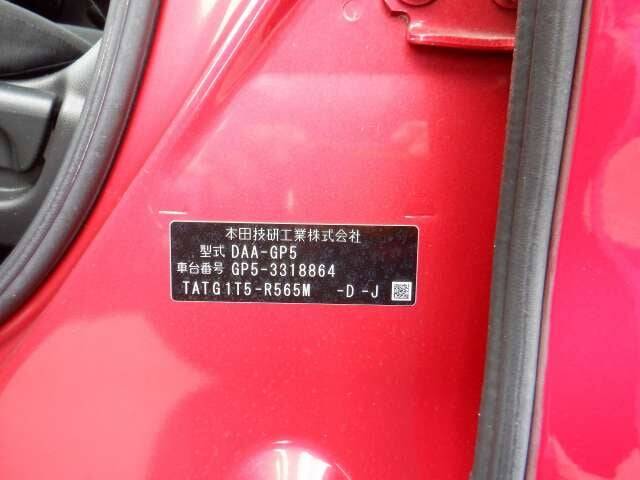 本田技研工業株式会社
型式 DAA-GP5
車台番号 GP5-3318864
TATG1T5-R565M -D -J